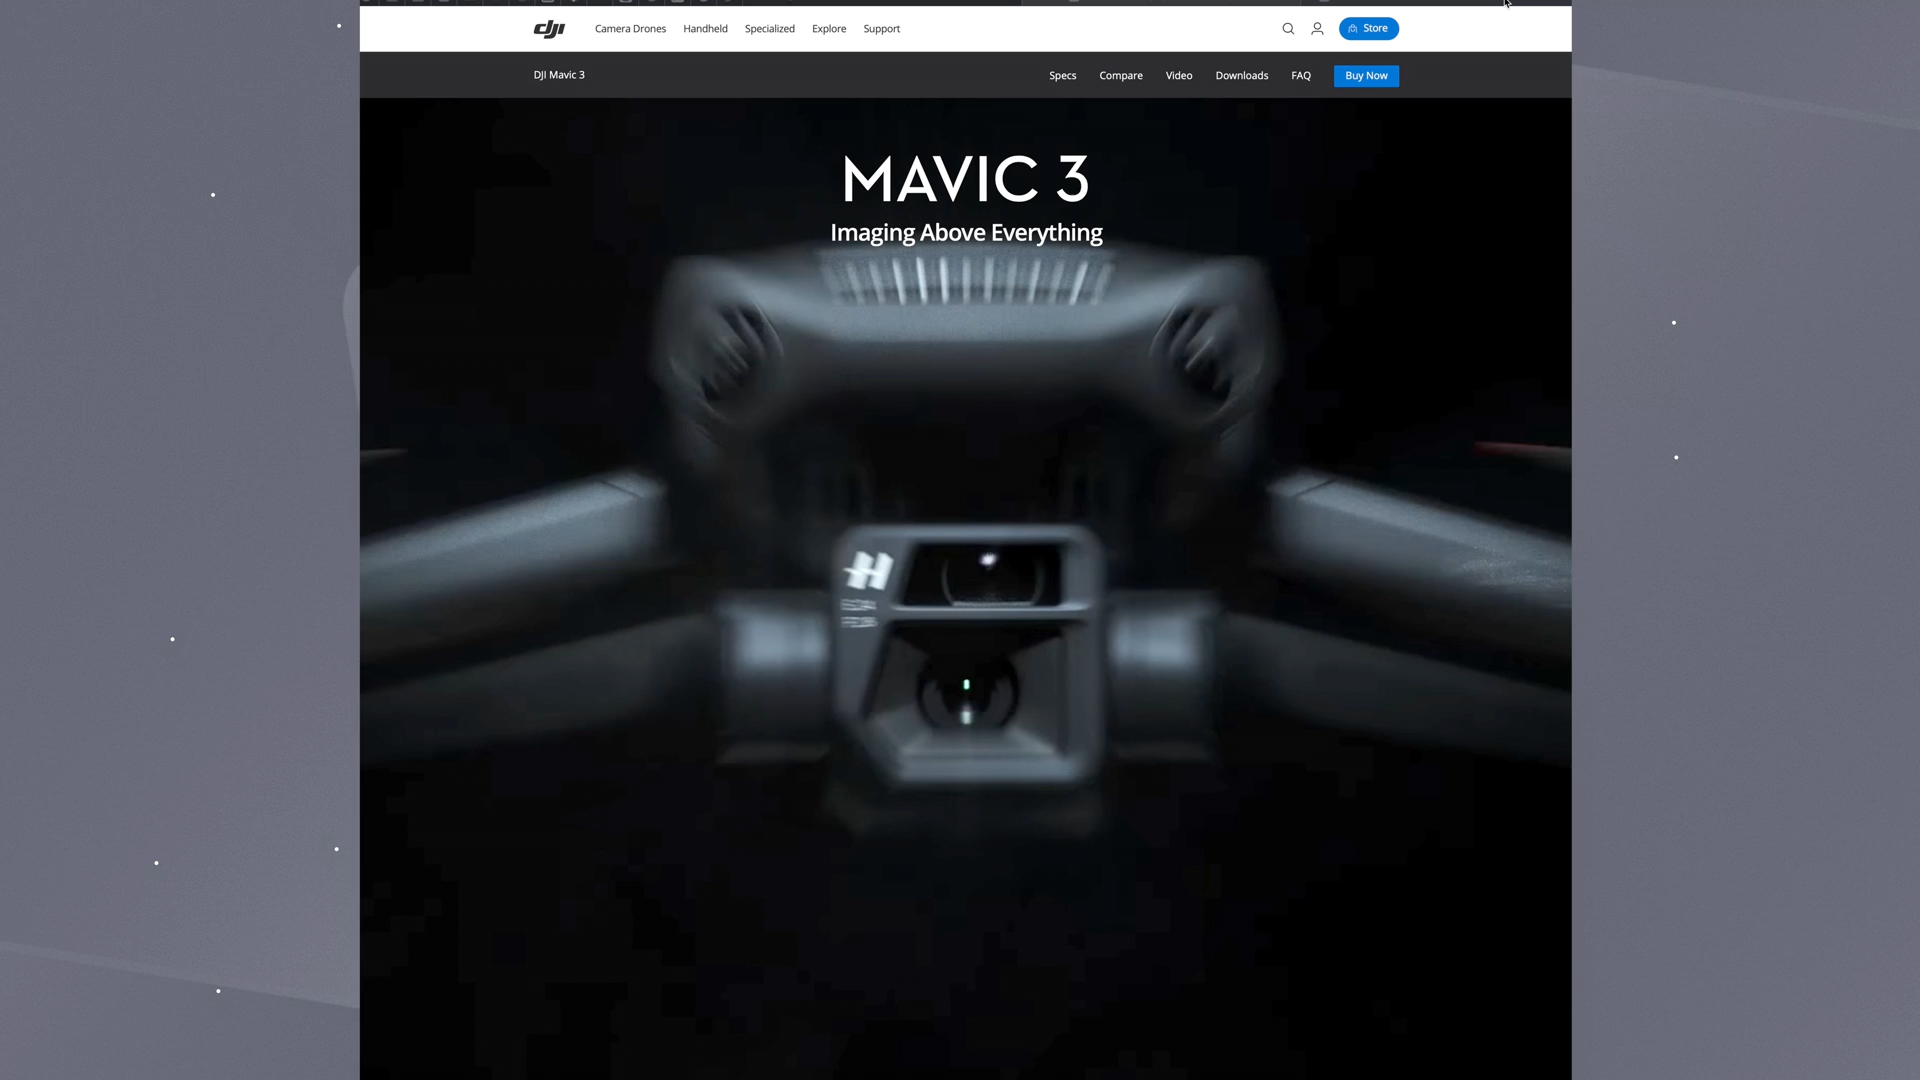 dji
Camera Drones Handheld Specialized Explore Support
Store
DJI Mavic 3
Specs Compare Video Downloads FAQ Buy Now
MAVIC 3
Imaging Above Everything
H